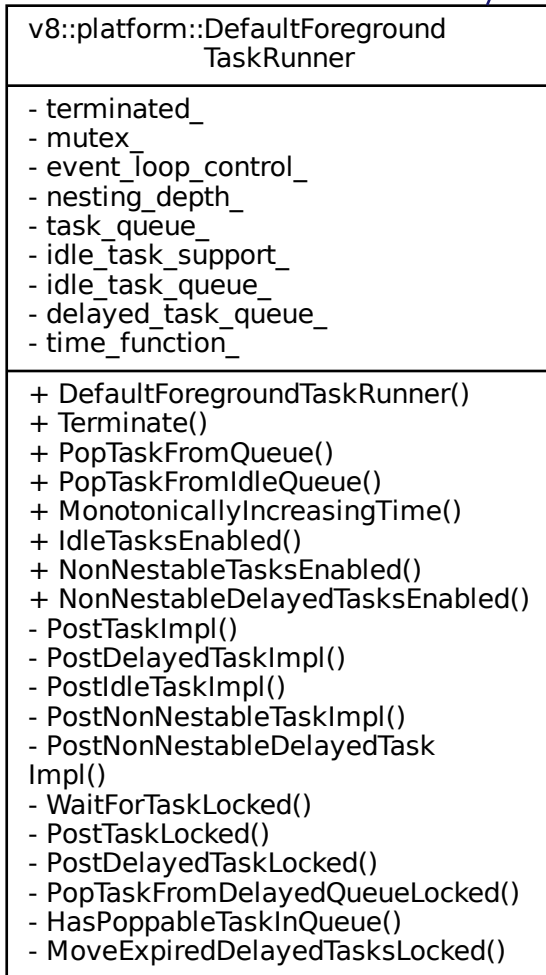 v8::platform::DefaultForeground
TaskRunner
- terminated_
- mutex_
- event_loop_control_
- nesting_depth_
- task_queue_
- idle_task_support_
- idle_task_queue_
- delayed_task_queue_
- time_function_
+ DefaultForegroundTaskRunner()
+ Terminate()
+ PopTaskFromQueue()
+ PopTaskFromIdleQueue()
+ MonotonicallyIncreasingTime()
+ IdleTasksEnabled()
+ NonNestableTasksEnabled()
+ NonNestableDelayedTasksEnabled()
- PostTaskImpl()
- PostDelayedTaskImpl()
- PostIdleTaskImpl()
- PostNonNestableTaskImpl()
- PostNonNestableDelayedTask
Impl()
- WaitForTaskLocked()
- PostTaskLocked()
- PostDelayedTaskLocked()
- PopTaskFromDelayedQueueLocked()
- HasPoppableTaskInQueue()
- MoveExpiredDelayedTasksLocked()